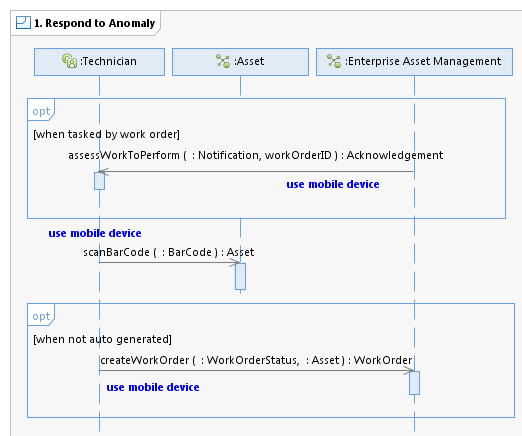 1. Respond to Anomaly
:Technician
:Asset
:Enterprise Asset Management
opt
[when tasked by work order]
assessWorkToPerform ( : Notification, workOrderID ) : Acknowledgement
use mobile device
use mobile device
scanBarCode ( : BarCode ) : Asset
opt
[when not auto generated]
createWorkOrder ( : WorkOrderStatus, : Asset ) : WorkOrder
use mobile device